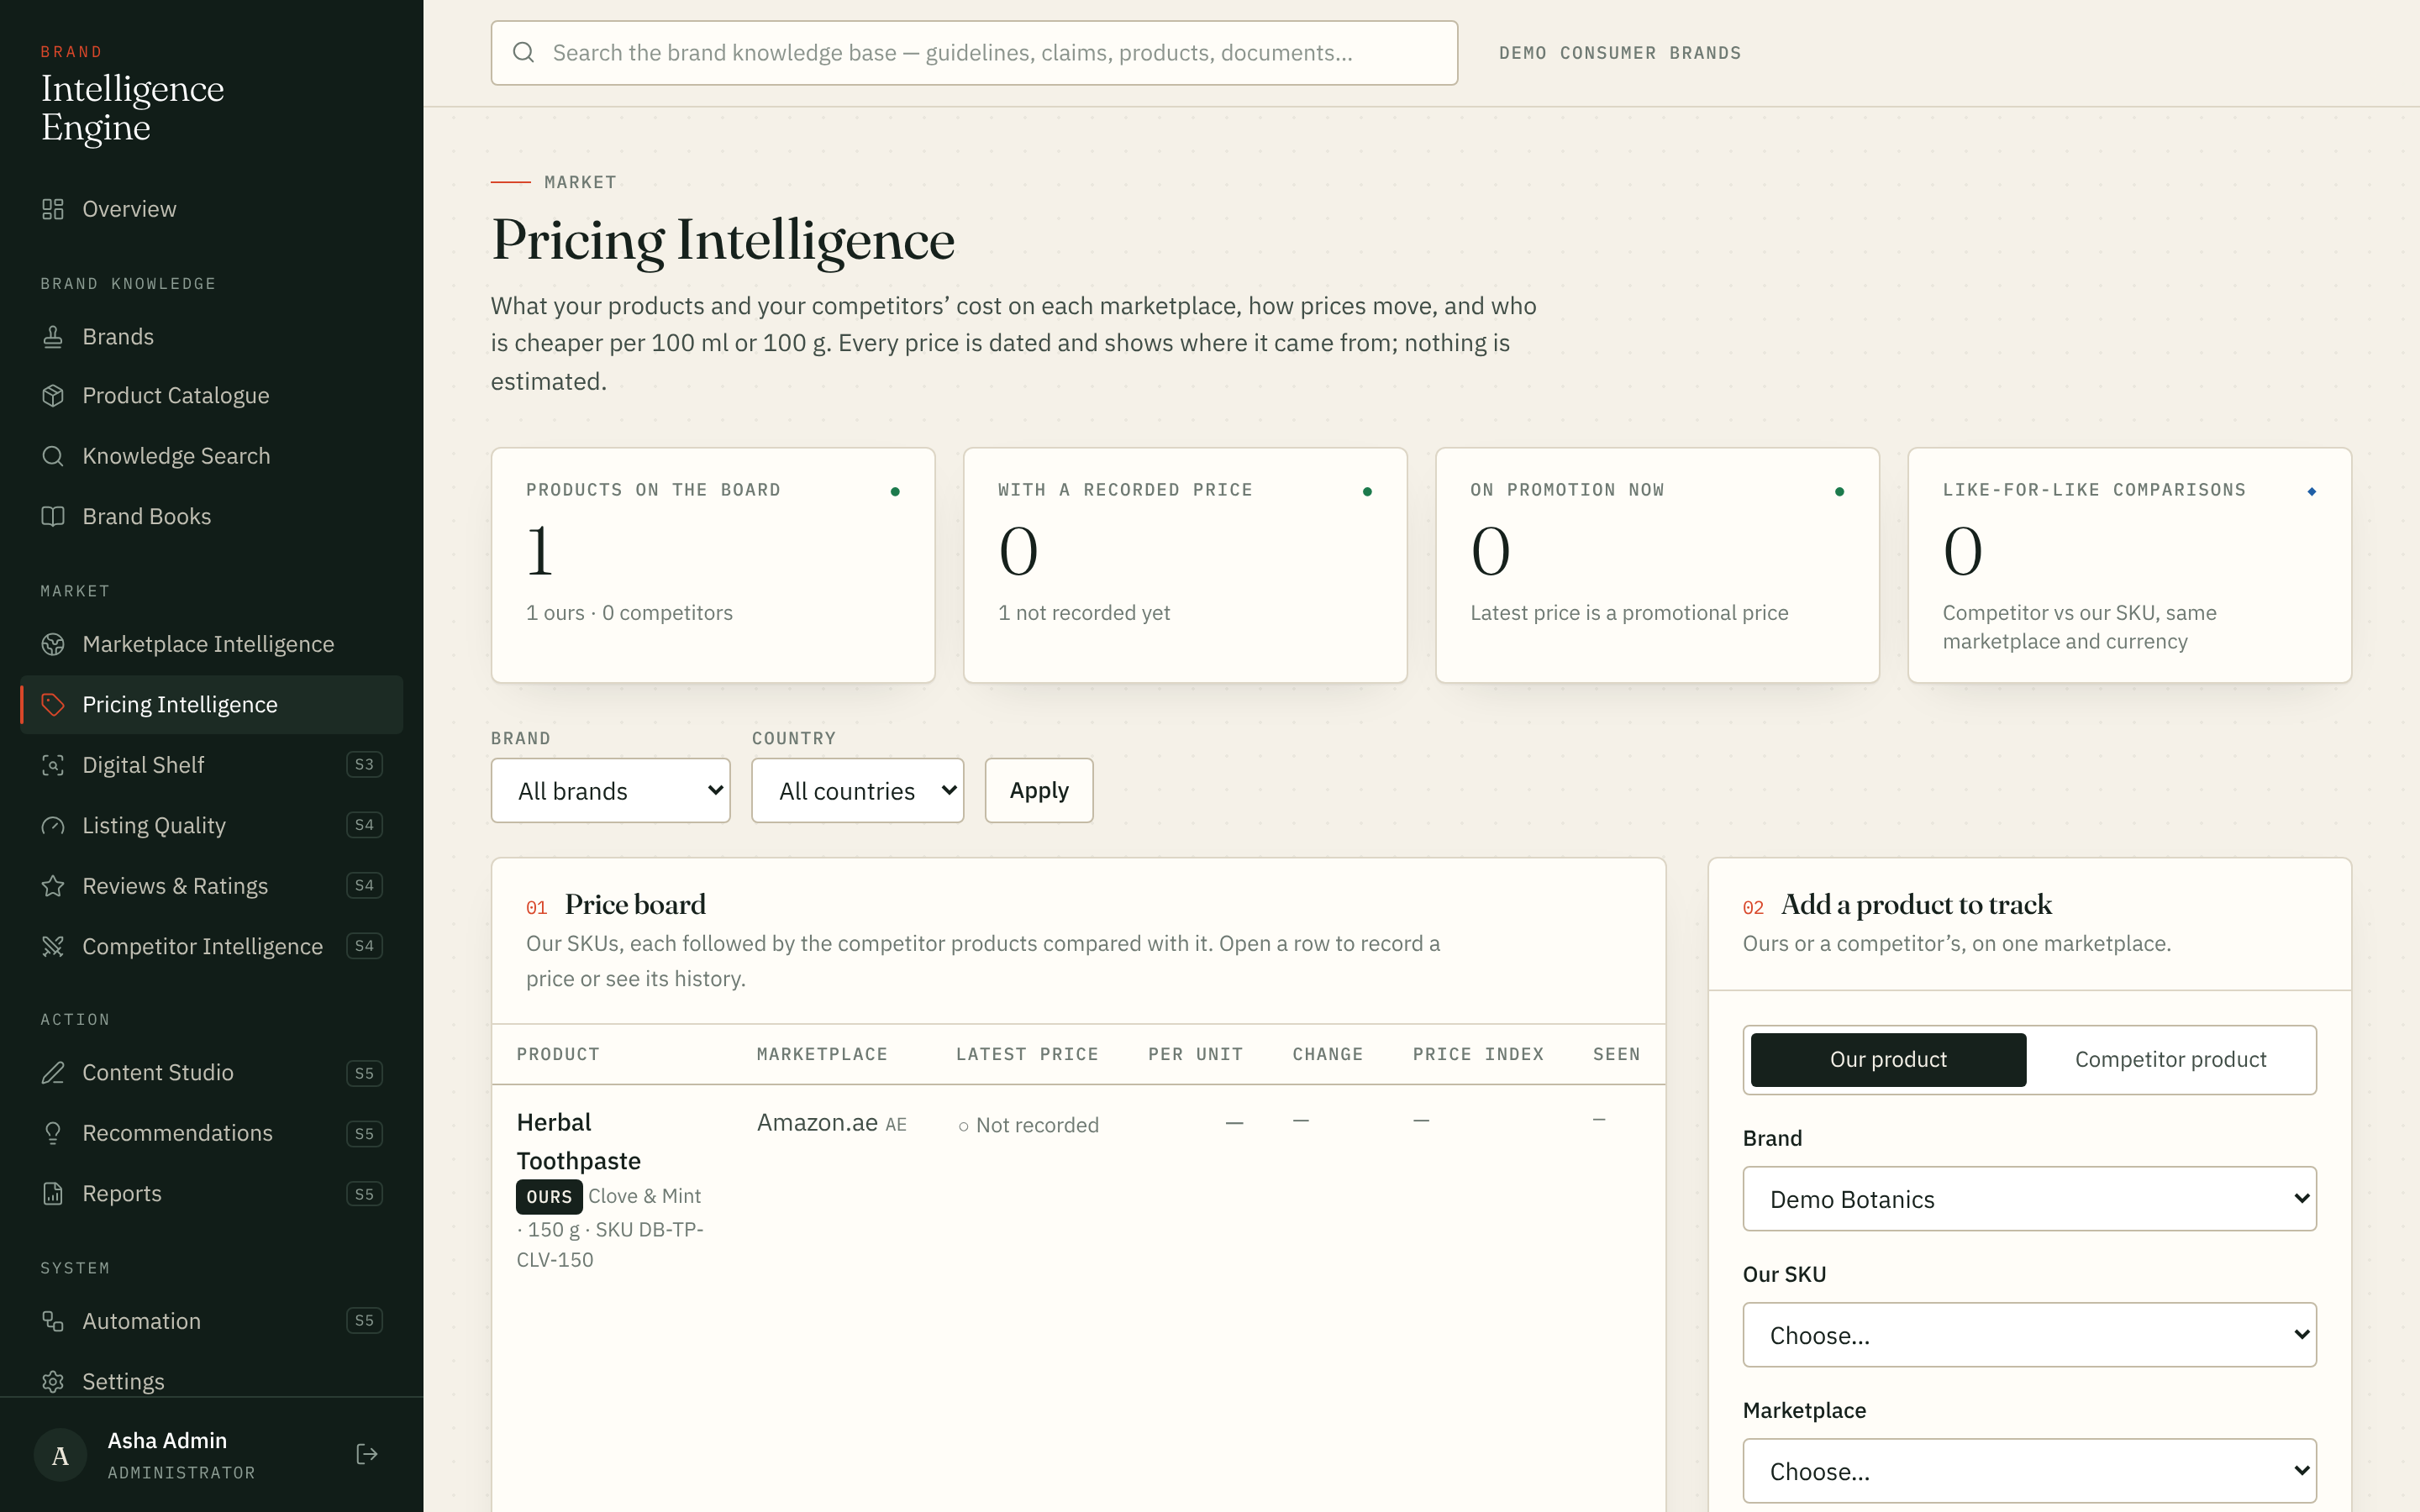 BRAND
Intelligence
Engine
Overview
BRAND KNOWLEDGE
Brands
Product Catalogue
Knowledge Search
Brand Books
MARKET
Marketplace Intelligence
Pricing Intelligence
Digital Shelf S3
Listing Quality S4
Reviews & Ratings S4
Competitor Intelligence S4
ACTION
Content Studio S5
Recommendations S5
Reports S5
SYSTEM
Automation S5
Settings
A
Asha Admin
ADMINISTRATOR
Search the brand knowledge base — guidelines, claims, products, documents...
DEMO CONSUMER BRANDS
MARKET
Pricing Intelligence
What your products and your competitors’ cost on each marketplace, how prices move, and who
is cheaper per 100 ml or 100 g. Every price is dated and shows where it came from; nothing is
estimated.
PRODUCTS ON THE BOARD
1
1 ours · 0 competitors
WITH A RECORDED PRICE
0
1 not recorded yet
ON PROMOTION NOW
0
Latest price is a promotional price
LIKE-FOR-LIKE COMPARISONS
0
Competitor vs our SKU, same
marketplace and currency
BRAND
All brands
COUNTRY
All countries
Apply
01 Price board
Our SKUs, each followed by the competitor products compared with it. Open a row to record a
price or see its history.
PRODUCT MARKETPLACE LATEST PRICE PER UNIT CHANGE PRICE INDEX SEEN
Herbal Amazon.ae AE ○ Not recorded — — — —
Toothpaste
OURS Clove & Mint
· 150 g · SKU DB-TP-
CLV-150
02 Add a product to track
Ours or a competitor’s, on one marketplace.
Our product Competitor product
Brand
Demo Botanics
Our SKU
Choose...
Marketplace
Choose...